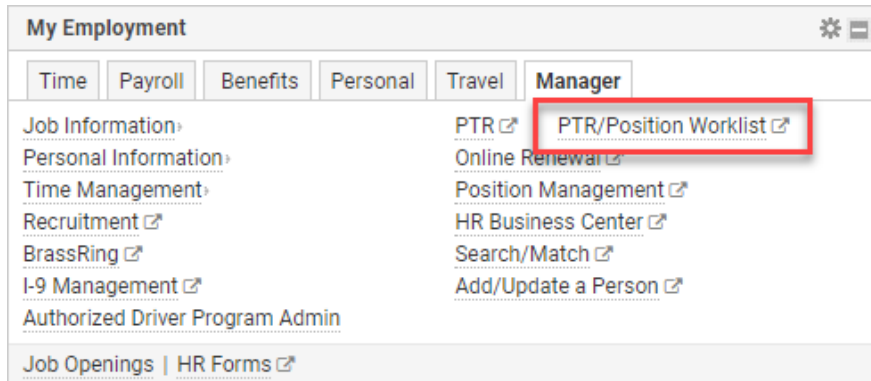 My Employment
Time Payroll Benefits Personal Travel Manager
Job Information PTR PTR/Position Worklist
Personal Information Online Renewal
Time Management Position Management
Recruitment HR Business Center
BrassRing Search/Match
I-9 Management Add/Update a Person
Authorized Driver Program Admin
Job Openings | HR Forms